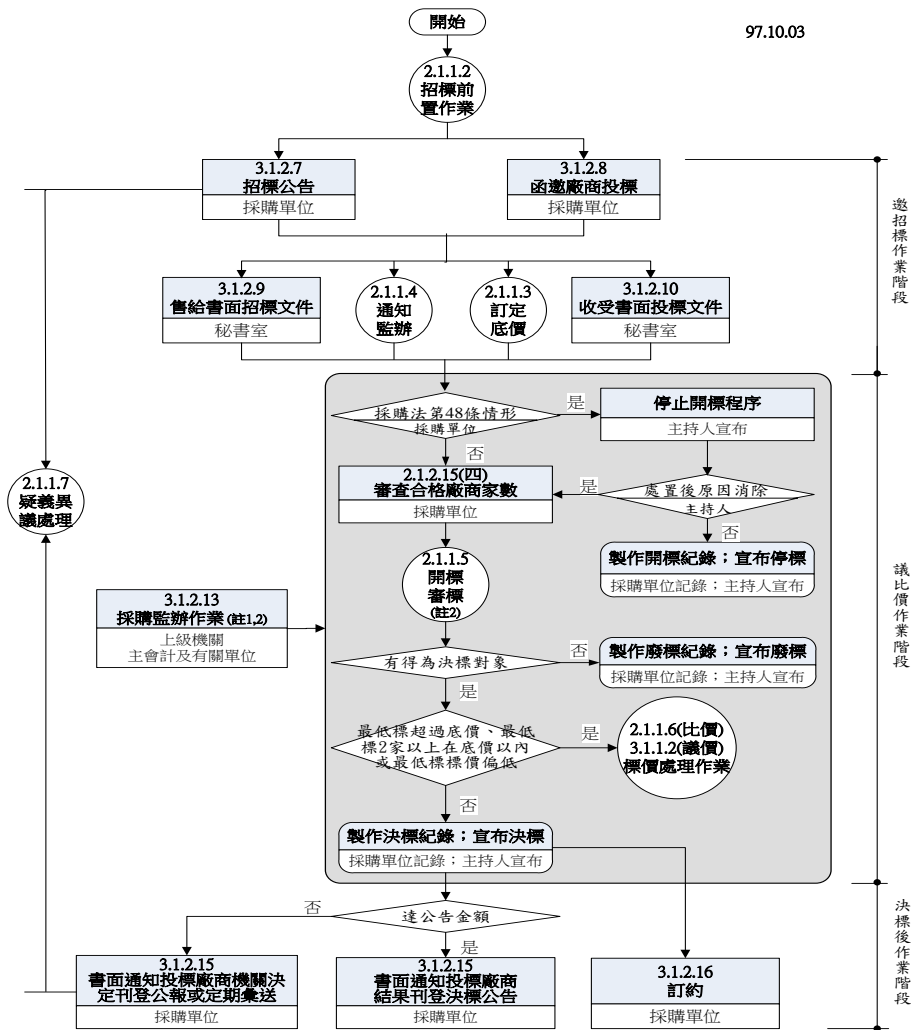 開始
97.10.03
2.1.1.2
招標前
置作業
3.1.2.7
招標公告
採購單位
3.1.2.8
函邀廠商投標
採購單位
邀招標作業階段
3.1.2.9
售給書面招標文件
秘書室
2.1.1.4
通知
監辦
2.1.1.3
訂定
底價
3.1.2.10
收受書面投標文件
秘書室
採購法第48條情形
採購單位
是
否
停止開標程序
主持人宣布
2.1.1.7
疑義異
議處理
2.1.2.15(四)
審查合格廠商家數
採購單位
是
處置後原因消除
主持人
否
製作開標紀錄；宣布停標
採購單位記錄；主持人宣布
2.1.1.5
開標
審標
(註2)
3.1.2.13
採購監辦作業(註1,2)
上級機關
主會計及有關單位
議比價作業階段
有得為決標對象
否
是
製作廢標紀錄；宣布廢標
採購單位記錄；主持人宣布
最低標超過底價、最低
標2家以上在底價以內
或最低標標價偏低
是
否
2.1.1.6(比價)
3.1.1.2(議價)
標價處理作業
製作決標紀錄；宣布決標
採購單位記錄；主持人宣布
達公告金額
否
是
決標後作業階段
3.1.2.15
書面通知投標廠商機關決
定刊登公報或定期彙送
採購單位
3.1.2.15
書面通知投標廠商
結果刊登決標公告
採購單位
3.1.2.16
訂約
採購單位